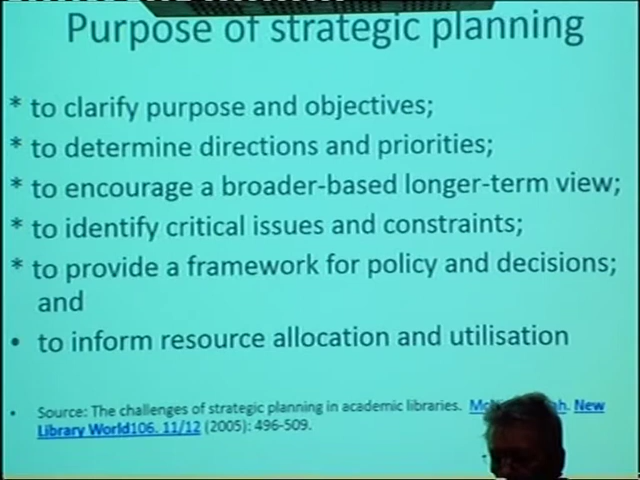 Purpose of strategic planning
* to clarify purpose and objectives;
* to determine directions and priorities;
* to encourage a broader-based longer-term view;
* to identify critical issues and constraints;
* to provide a framework for policy and decisions;
and
• to inform resource allocation and utilisation
• Source: The challenges of strategic planning in academic libraries. New
Library World106. 11/12 (2005): 496-509.